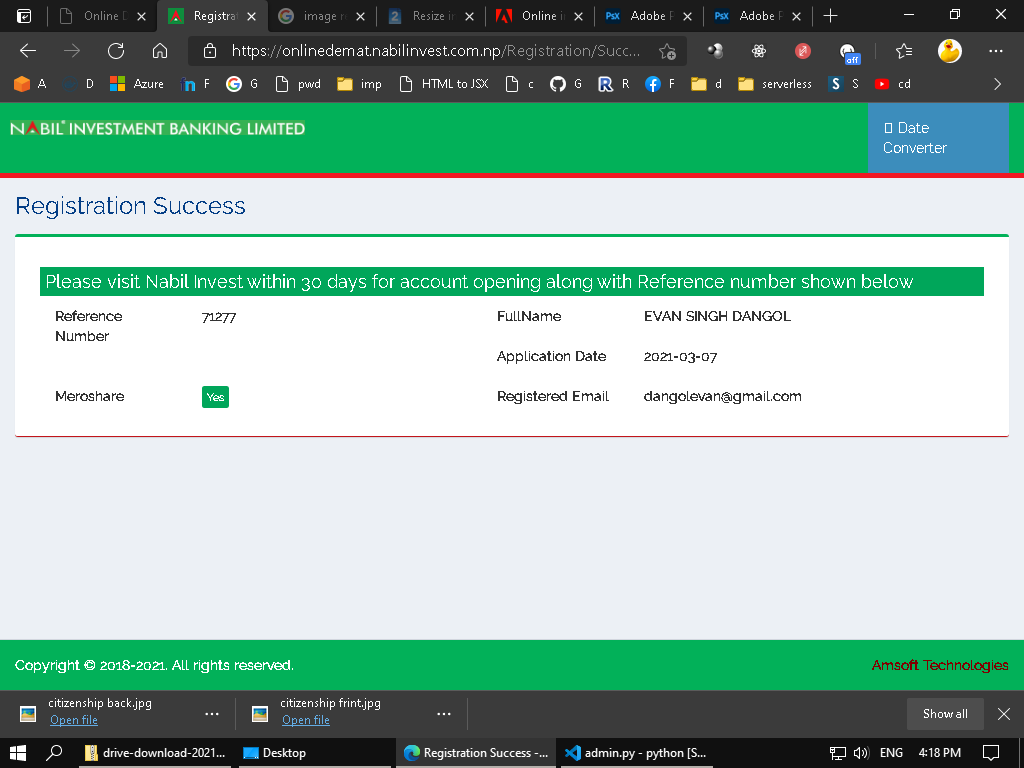 Online D
Registra
image r
Resize i
Online i
Adobe P
Adobe P
https://onlinedemat.nabilinvest.com.np/Registration/Succ...
off
A
D
Azure
F
G
pwd
imp
HTML to JSX
c
G
R
F
d
serverless
S
cd
NABIL INVESTMENT BANKING LIMITED
Date
Converter
Registration Success
Please visit Nabil Invest within 30 days for account opening along with Reference number shown below
Reference
Number
71277
FullName
EVAN SINGH DANGOL
Application Date
2021-03-07
Meroshare
Yes
Registered Email
dangolevan@gmail.com
Copyright © 2018-2021. All rights reserved.
Amsoft Technologies
citizenship back.jpg
Open file
citizenship frint.jpg
Open file
Show all
drive-download-2021...
Desktop
Registration Success -...
admin.py - python [S...
ENG
4:18 PM